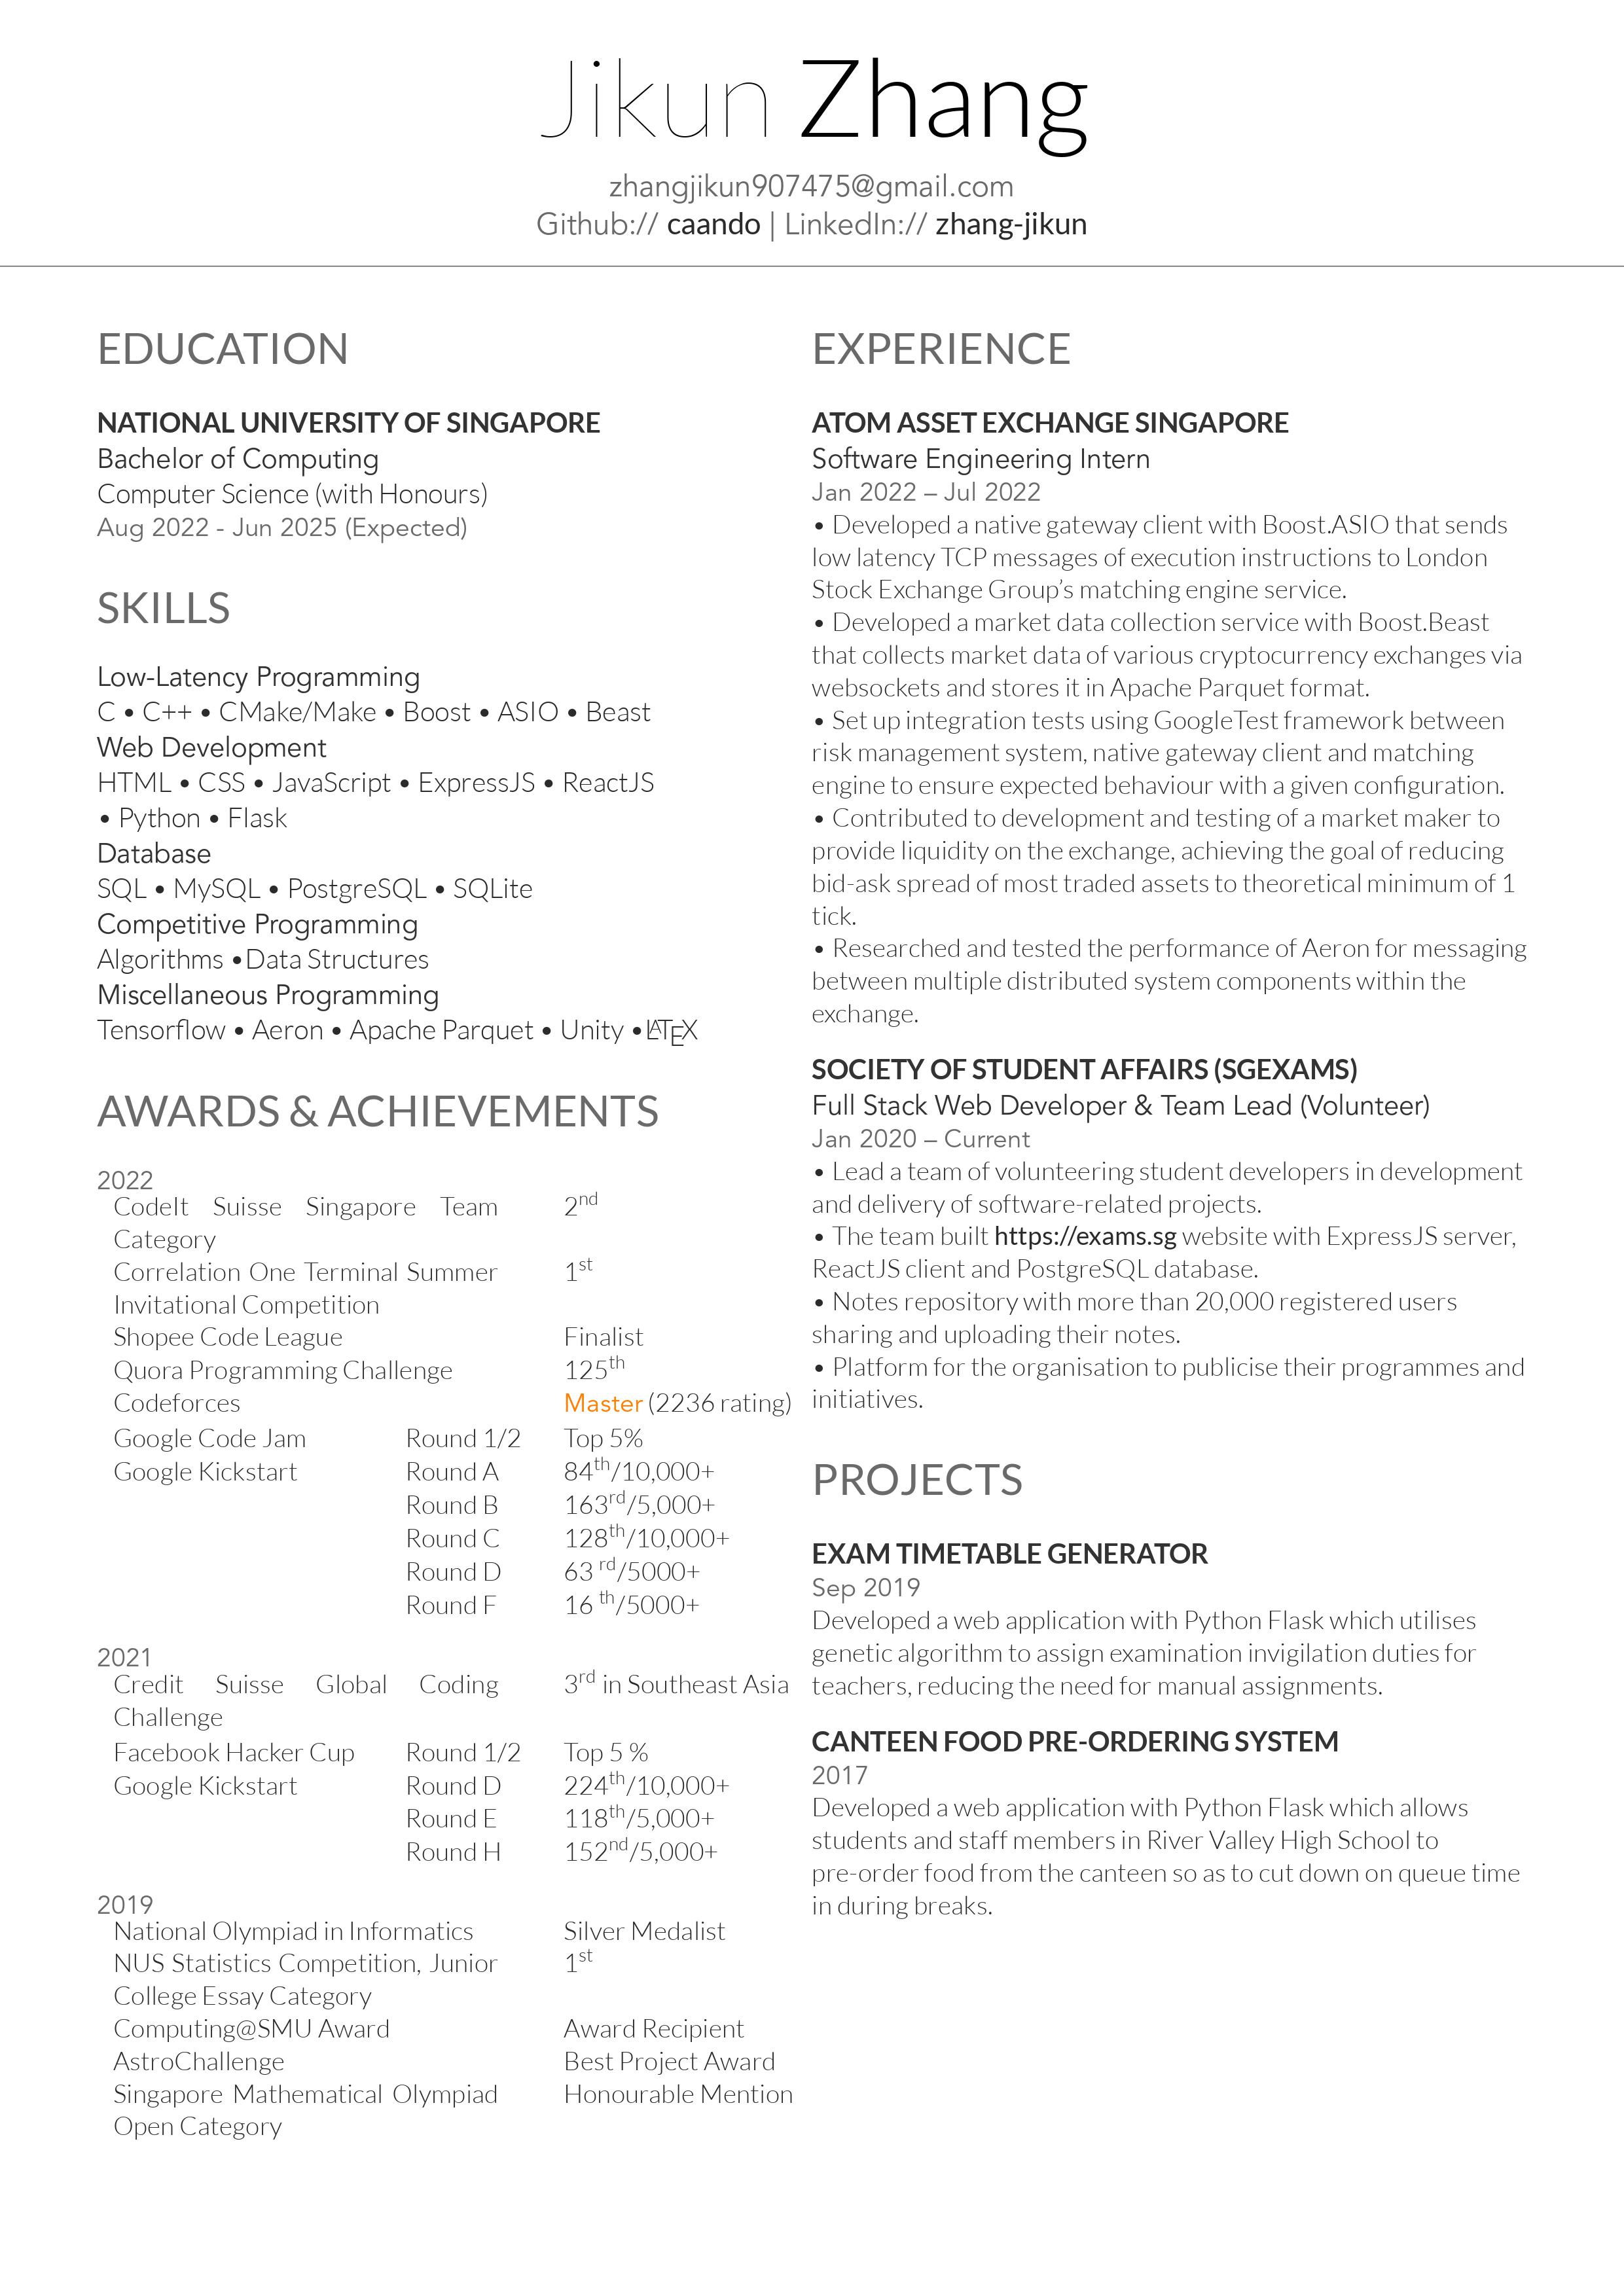 Jikun Zhang
zhangjikun907475@gmail.com
Github:// caando | LinkedIn:// zhang-jikun
EDUCATION
NATIONAL UNIVERSITY OF SINGAPORE
Bachelor of Computing
Computer Science (with Honours)
Aug 2022 - Jun 2025 (Expected)
SKILLS
Low-Latency Programming
C • C++ • CMake/Make • Boost • ASIO • Beast
Web Development
HTML • CSS • JavaScript • ExpressJS • ReactJS
• Python • Flask
Database
SQL • MySQL • PostgreSQL • SQLite
Competitive Programming
Algorithms •Data Structures
Miscellaneous Programming
Tensorflow • Aeron • Apache Parquet • Unity •LATEX
AWARDS & ACHIEVEMENTS
2022
CodeIt Suisse Singapore Team 2nd
Category
Correlation One Terminal Summer 1st
Invitational Competition
Shopee Code League Finalist
Quora Programming Challenge 125th
Codeforces Master (2236 rating)
Google Code Jam Round 1/2 Top 5%
Google Kickstart Round A 84th/10,000+
Round B 163rd/5,000+
Round C 128th/10,000+
Round D 63 rd/5000+
Round F 16 th/5000+
2021
Credit Suisse Global Coding 3rd in Southeast Asia
Challenge
Facebook Hacker Cup Round 1/2 Top 5 %
Google Kickstart Round D 224th/10,000+
Round E 118th/5,000+
Round H 152nd/5,000+
2019
National Olympiad in Informatics Silver Medalist
NUS Statistics Competition, Junior 1st
College Essay Category
Computing@SMU Award Award Recipient
AstroChallenge Best Project Award
Singapore Mathematical Olympiad Honourable Mention
Open Category
EXPERIENCE
ATOM ASSET EXCHANGE SINGAPORE
Software Engineering Intern
Jan 2022 – Jul 2022
• Developed a native gateway client with Boost.ASIO that sends
low latency TCP messages of execution instructions to London
Stock Exchange Group’s matching engine service.
• Developed a market data collection service with Boost.Beast
that collects market data of various cryptocurrency exchanges via
websockets and stores it in Apache Parquet format.
• Set up integration tests using GoogleTest framework between
risk management system, native gateway client and matching
engine to ensure expected behaviour with a given configuration.
• Contributed to development and testing of a market maker to
provide liquidity on the exchange, achieving the goal of reducing
bid-ask spread of most traded assets to theoretical minimum of 1
tick.
• Researched and tested the performance of Aeron for messaging
between multiple distributed system components within the
exchange.
SOCIETY OF STUDENT AFFAIRS (SGEXAMS)
Full Stack Web Developer & Team Lead (Volunteer)
Jan 2020 – Current
• Lead a team of volunteering student developers in development
and delivery of software-related projects.
• The team built https://exams.sg website with ExpressJS server,
ReactJS client and PostgreSQL database.
• Notes repository with more than 20,000 registered users
sharing and uploading their notes.
• Platform for the organisation to publicise their programmes and
initiatives.
PROJECTS
EXAM TIMETABLE GENERATOR
Sep 2019
Developed a web application with Python Flask which utilises
genetic algorithm to assign examination invigilation duties for
teachers, reducing the need for manual assignments.
CANTEEN FOOD PRE-ORDERING SYSTEM
2017
Developed a web application with Python Flask which allows
students and staff members in River Valley High School to
pre-order food from the canteen so as to cut down on queue time
in during breaks.